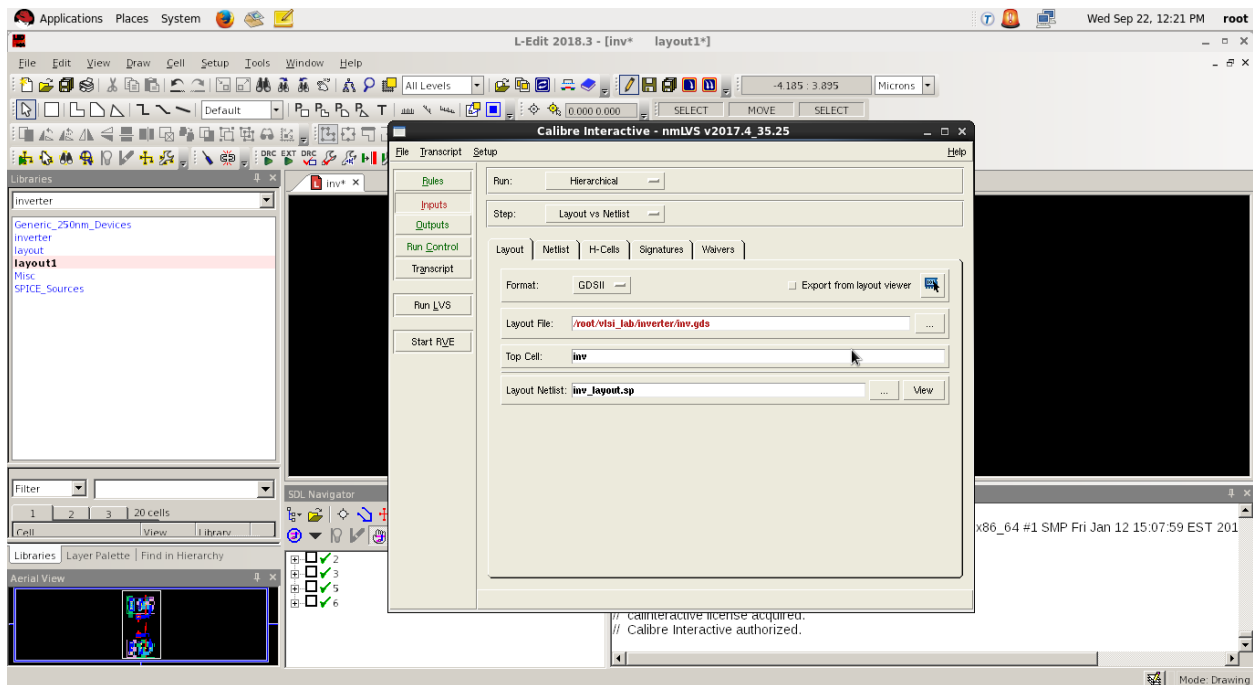 Applications Places System Wed Sep 22, 12:21 PM root
L-Edit 2018.3 - [inv* layout1*]
File Edit View Draw Cell Setup Tools Window Help
All Levels -4.185 : 3.895 Microns
Default T 0.000 0.000 SELECT MOVE SELECT
DRC EXT DRC
Libraries
inv*
inverter
Generic_250nm_Devices
inverter
layout
layout1
Misc
SPICE_Sources
Filter
1 2 3 20 cells
Cell View Library
Libraries Layer Palette Find in Hierarchy
Aerial View
SDL Navigator
2
3
5
6
Calibre Interactive - nmLVS v2017.4_35.25
File Transcript Setup Help
Rules
Inputs
Outputs
Run Control
Transcript
Run LVS
Start RVE
Run: Hierarchical
Step: Layout vs Netlist
Layout Netlist H-Cells Signatures Waivers
Format: GDSII Export from layout viewer
Layout File: /root/vlsi_lab/inverter/inv.gds ...
Top Cell: inv
Layout Netlist: inv_layout.sp ... View
x86_64 #1 SMP Fri Jan 12 15:07:59 EST 201
// calinteractive license acquired.
// Calibre Interactive authorized.
Mode: Drawing